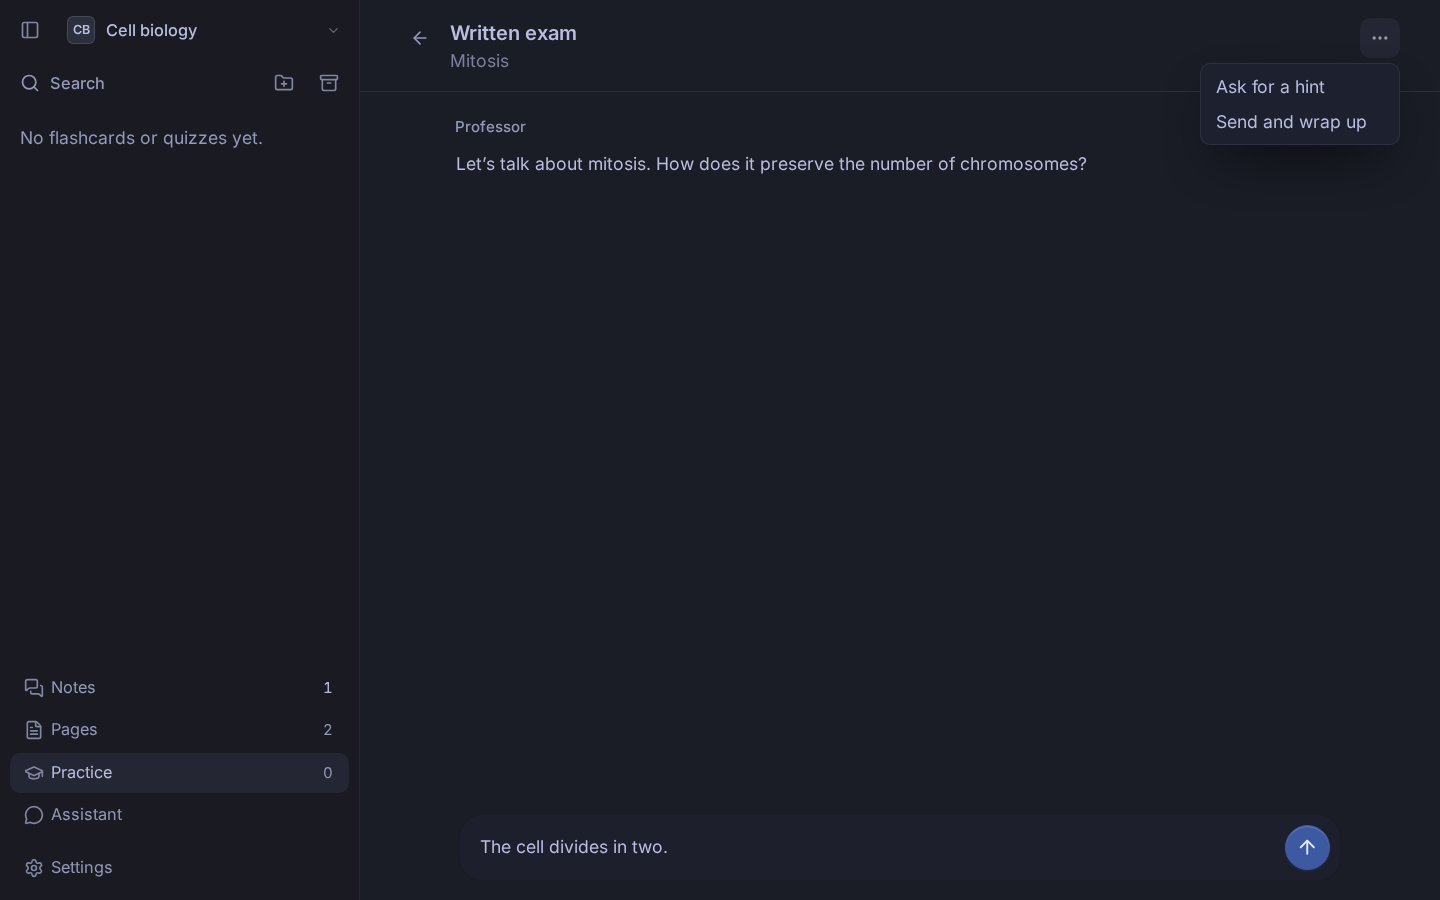 CB Cell biology
Search
No flashcards or quizzes yet.
Notes 1
Pages 2
Practice 0
Assistant
Settings
Written exam
Mitosis
Ask for a hint
Send and wrap up
Professor
Let’s talk about mitosis. How does it preserve the number of chromosomes?
The cell divides in two.